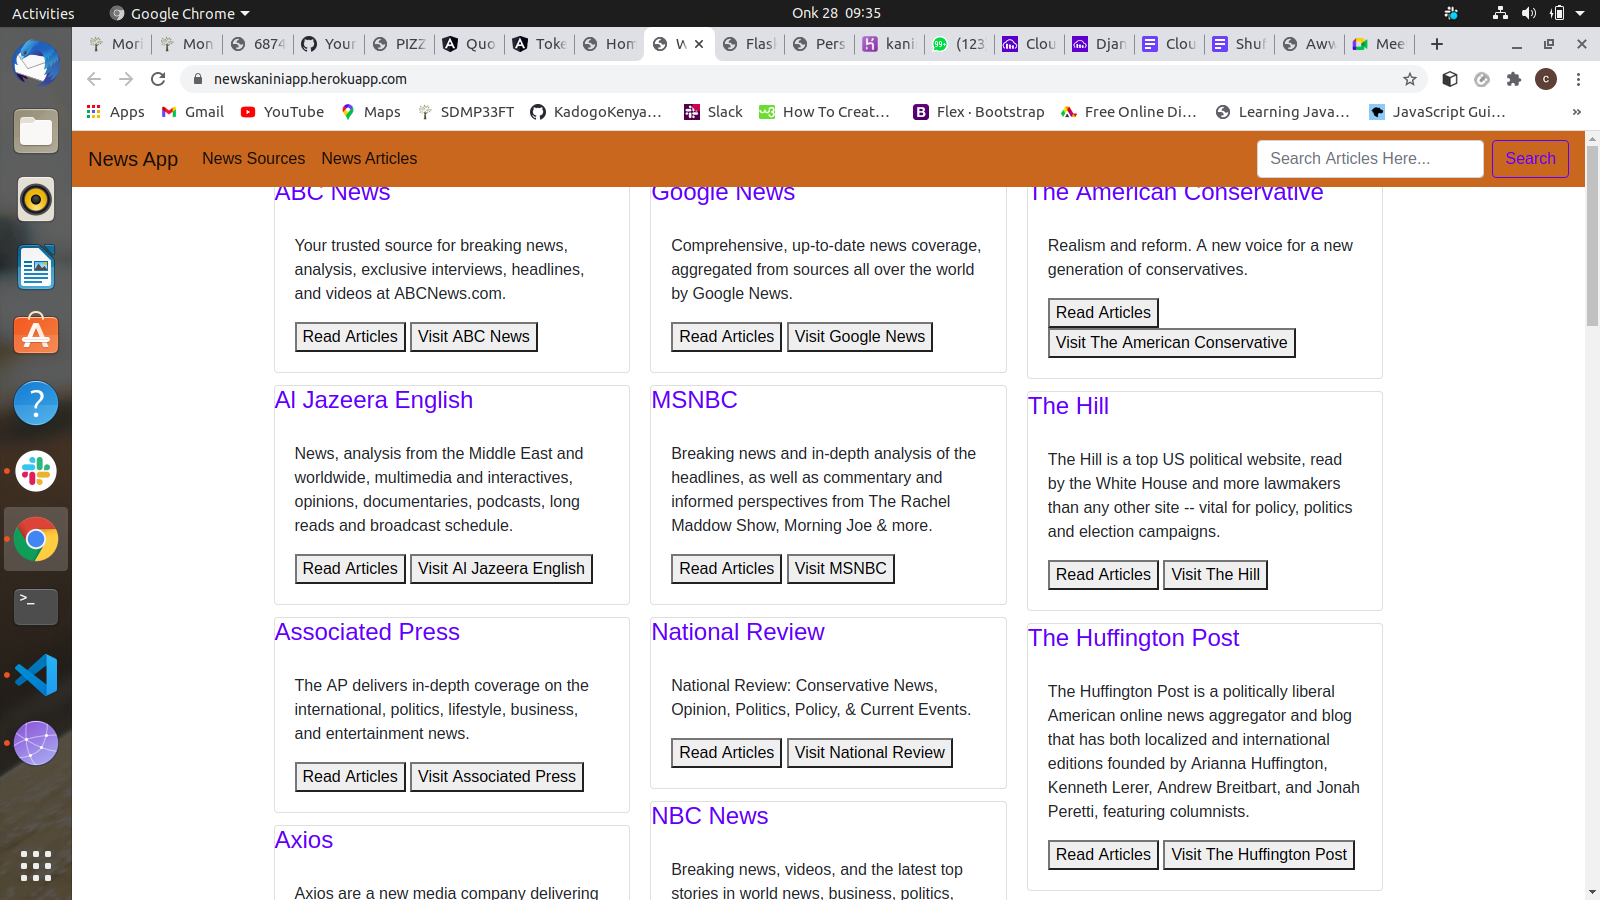 Activities
Google Chrome
Onk 28 09:35
Mori
Mon
6874
Your
PIZZ
Quo
Toke
Hom
W
Flas
Pers
kani
(123
Clou
Djan
Clou
Shuf
Aww
Mee
newskaniniapp.herokuapp.com
c
Apps
Gmail
YouTube
Maps
SDMP33FT
KadogoKenya...
Slack
How To Creat...
Flex · Bootstrap
Free Online Di...
Learning Java...
JavaScript Gui...
»
News App
News Sources
News Articles
Search Articles Here...
Search
ABC News
Your trusted source for breaking news,
analysis, exclusive interviews, headlines,
and videos at ABCNews.com.
Read Articles
Visit ABC News
Al Jazeera English
News, analysis from the Middle East and
worldwide, multimedia and interactives,
opinions, documentaries, podcasts, long
reads and broadcast schedule.
Read Articles
Visit Al Jazeera English
Associated Press
The AP delivers in-depth coverage on the
international, politics, lifestyle, business,
and entertainment news.
Read Articles
Visit Associated Press
Axios
Axios are a new media company delivering
Google News
Comprehensive, up-to-date news coverage,
aggregated from sources all over the world
by Google News.
Read Articles
Visit Google News
MSNBC
Breaking news and in-depth analysis of the
headlines, as well as commentary and
informed perspectives from The Rachel
Maddow Show, Morning Joe & more.
Read Articles
Visit MSNBC
National Review
National Review: Conservative News,
Opinion, Politics, Policy, & Current Events.
Read Articles
Visit National Review
NBC News
Breaking news, videos, and the latest top
stories in world news, business, politics,
The American Conservative
Realism and reform. A new voice for a new
generation of conservatives.
Read Articles
Visit The American Conservative
The Hill
The Hill is a top US political website, read
by the White House and more lawmakers
than any other site -- vital for policy, politics
and election campaigns.
Read Articles
Visit The Hill
The Huffington Post
The Huffington Post is a politically liberal
American online news aggregator and blog
that has both localized and international
editions founded by Arianna Huffington,
Kenneth Lerer, Andrew Breitbart, and Jonah
Peretti, featuring columnists.
Read Articles
Visit The Huffington Post